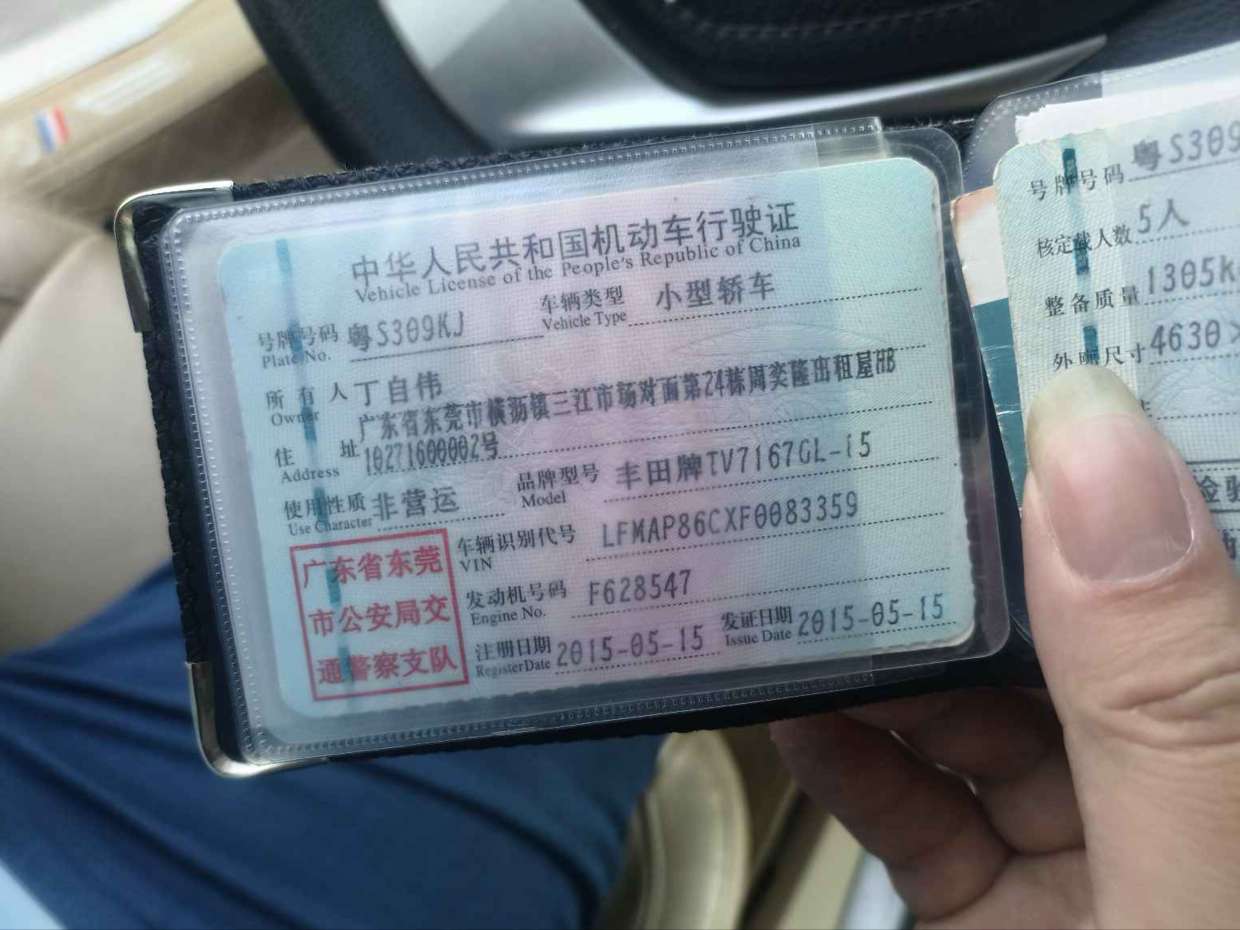 中华人民共和国机动车行驶证
Vehicle License of the People's Republic of China
号牌号码 粤S309KJ 车辆类型 小型轿车
Plate No. Vehicle Type
所有人 丁自伟
Owner
住址 广东省东莞市横沥镇三江市场对面第24栋周奕隆出租屋HB
Address 10271600002号
使用性质 非营运 品牌型号 丰田牌TV7167GL-i5
Use Character Model
车辆识别代号 LFMAP86CXF0083359
VIN
发动机号码 F628547
Engine No.
注册日期 2015-05-15 发证日期 2015-05-15
Register Date Issue Date
广东省东莞
市公安局交
通警察支队
号牌号码 粤S309
核定载人数 5人
整备质量 1305k
外廓尺寸 4630×
检验